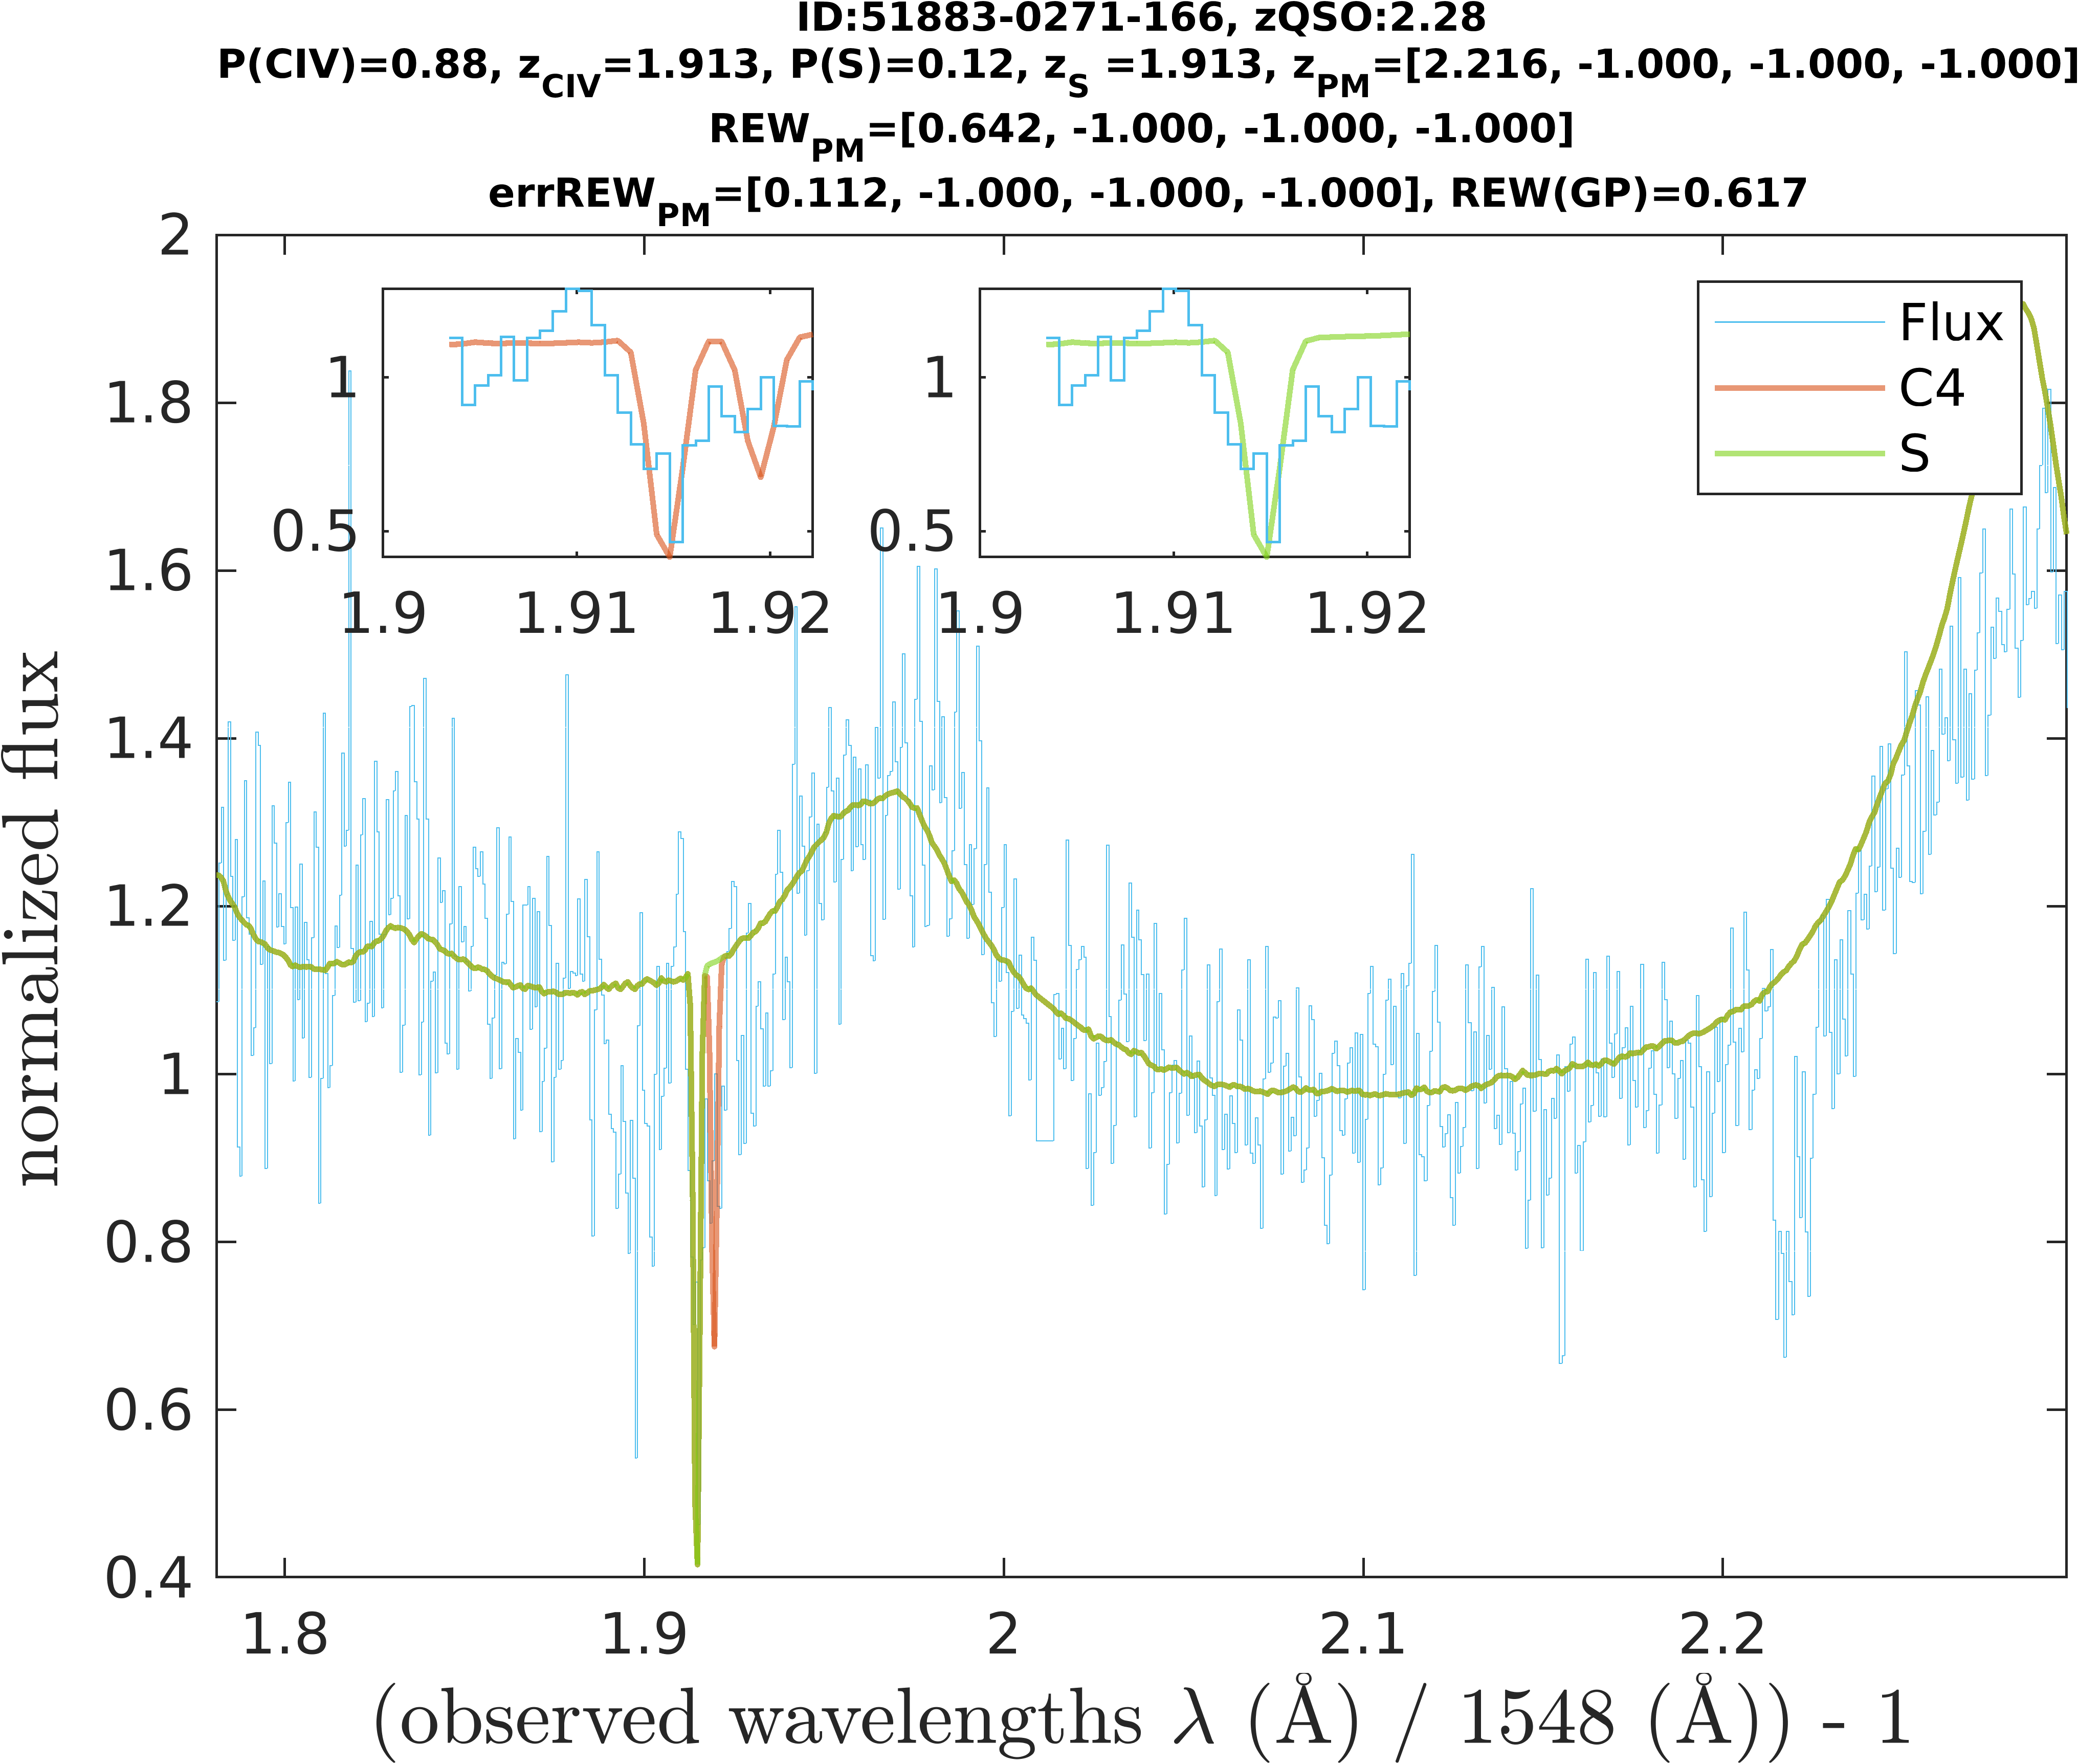 ID:51883-0271-166, zQSO:2.28
P(CIV)=0.88, zCIV=1.913, P(S)=0.12, zS =1.913, zPM=[2.216, -1.000, -1.000, -1.000]
REWPM=[0.642, -1.000, -1.000, -1.000]
errREWPM=[0.112, -1.000, -1.000, -1.000], REW(GP)=0.617
2
1.8
1.6
1.4
1.2
1
0.8
0.6
0.4
normalized flux
1
0.5
1.9 1.91 1.92
1
0.5
1.9 1.91 1.92
Flux
C4
S
1.8 1.9 2 2.1 2.2
(observed wavelengths λ (Å) / 1548 (Å)) - 1